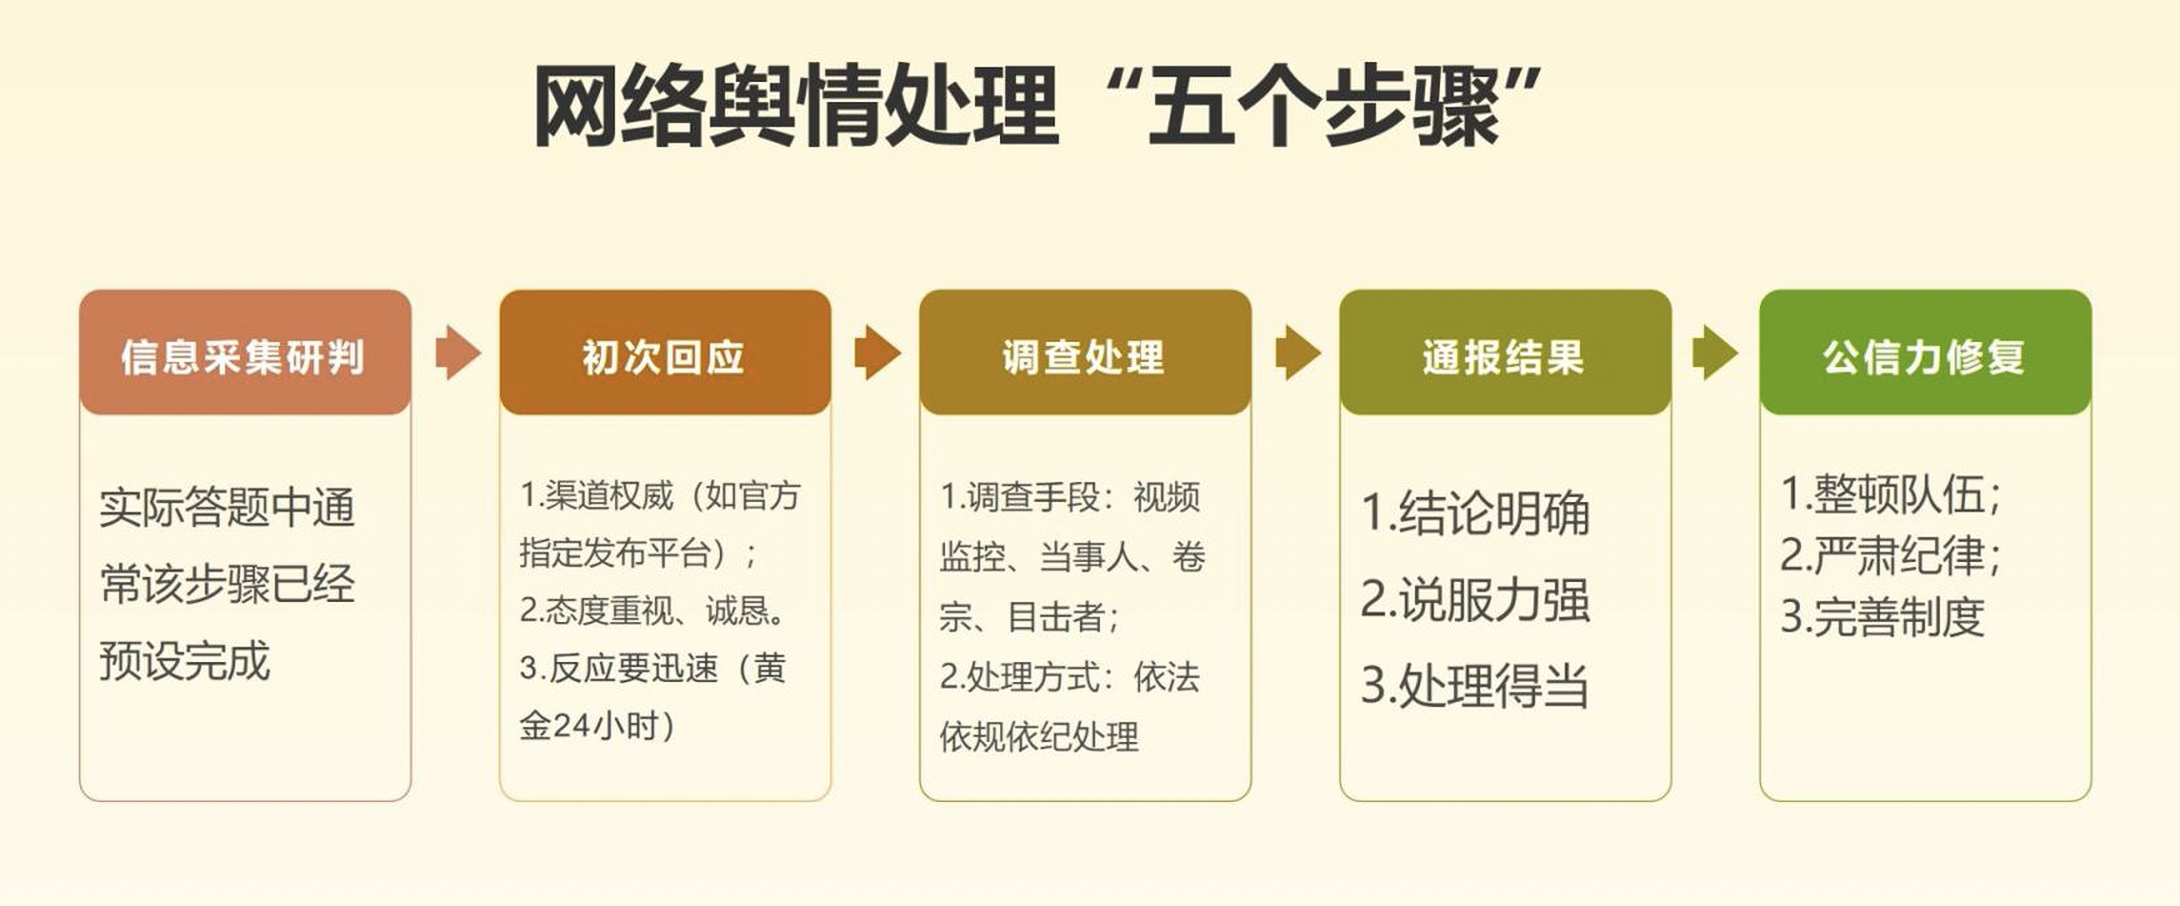 网络舆情处理“五个步骤”
信息采集研判
实际答题中通
常该步骤已经
预设完成
初次回应
1.渠道权威（如官方
指定发布平台）；
2.态度重视、诚恳。
3.反应要迅速（黄
金24小时）
调查处理
1.调查手段：视频
监控、当事人、卷
宗、目击者；
2.处理方式：依法
依规依纪处理
通报结果
1.结论明确
2.说服力强
3.处理得当
公信力修复
1.整顿队伍；
2.严肃纪律；
3.完善制度